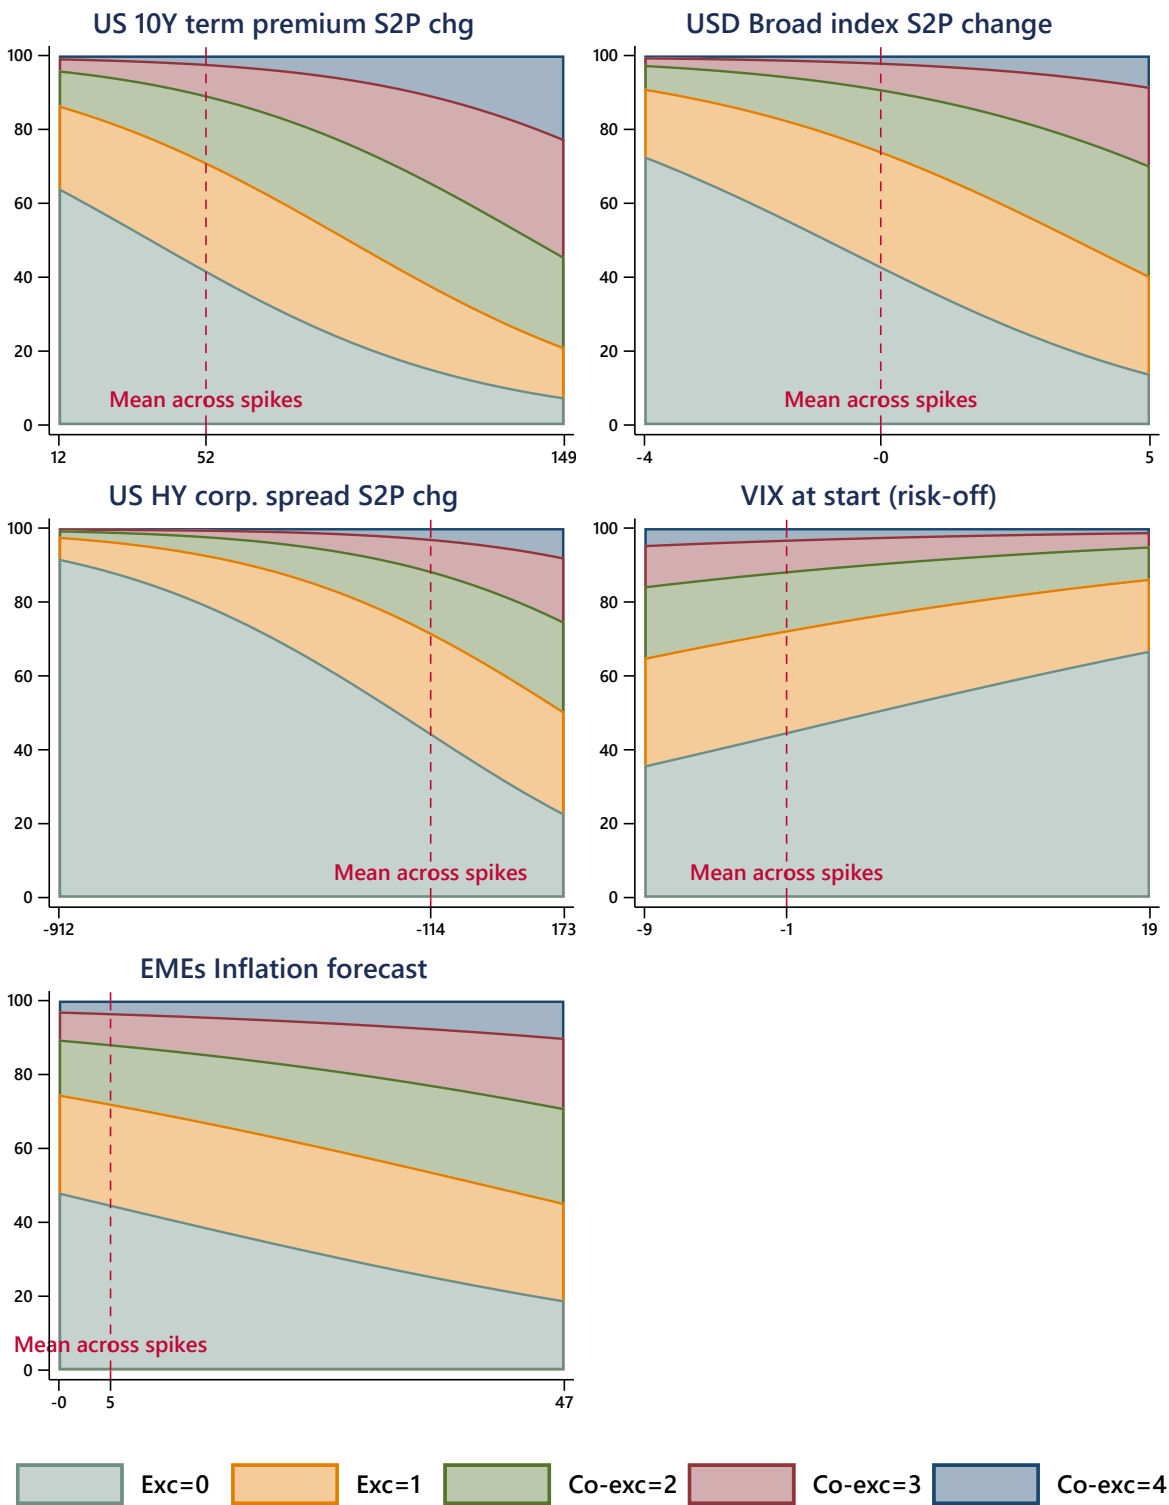 US 10Y term premium S2P chg
100
80
60
40
20
0
Mean across spikes
12 52 149
USD Broad index S2P change
100
80
60
40
20
0
Mean across spikes
-4 -0 5
US HY corp. spread S2P chg
100
80
60
40
20
0
Mean across spikes
-912 -114 173
VIX at start (risk-off)
100
80
60
40
20
0
Mean across spikes
-9 -1 19
EMEs Inflation forecast
100
80
60
40
20
0
Mean across spikes
-0 5 47
Exc=0 Exc=1 Co-exc=2 Co-exc=3 Co-exc=4